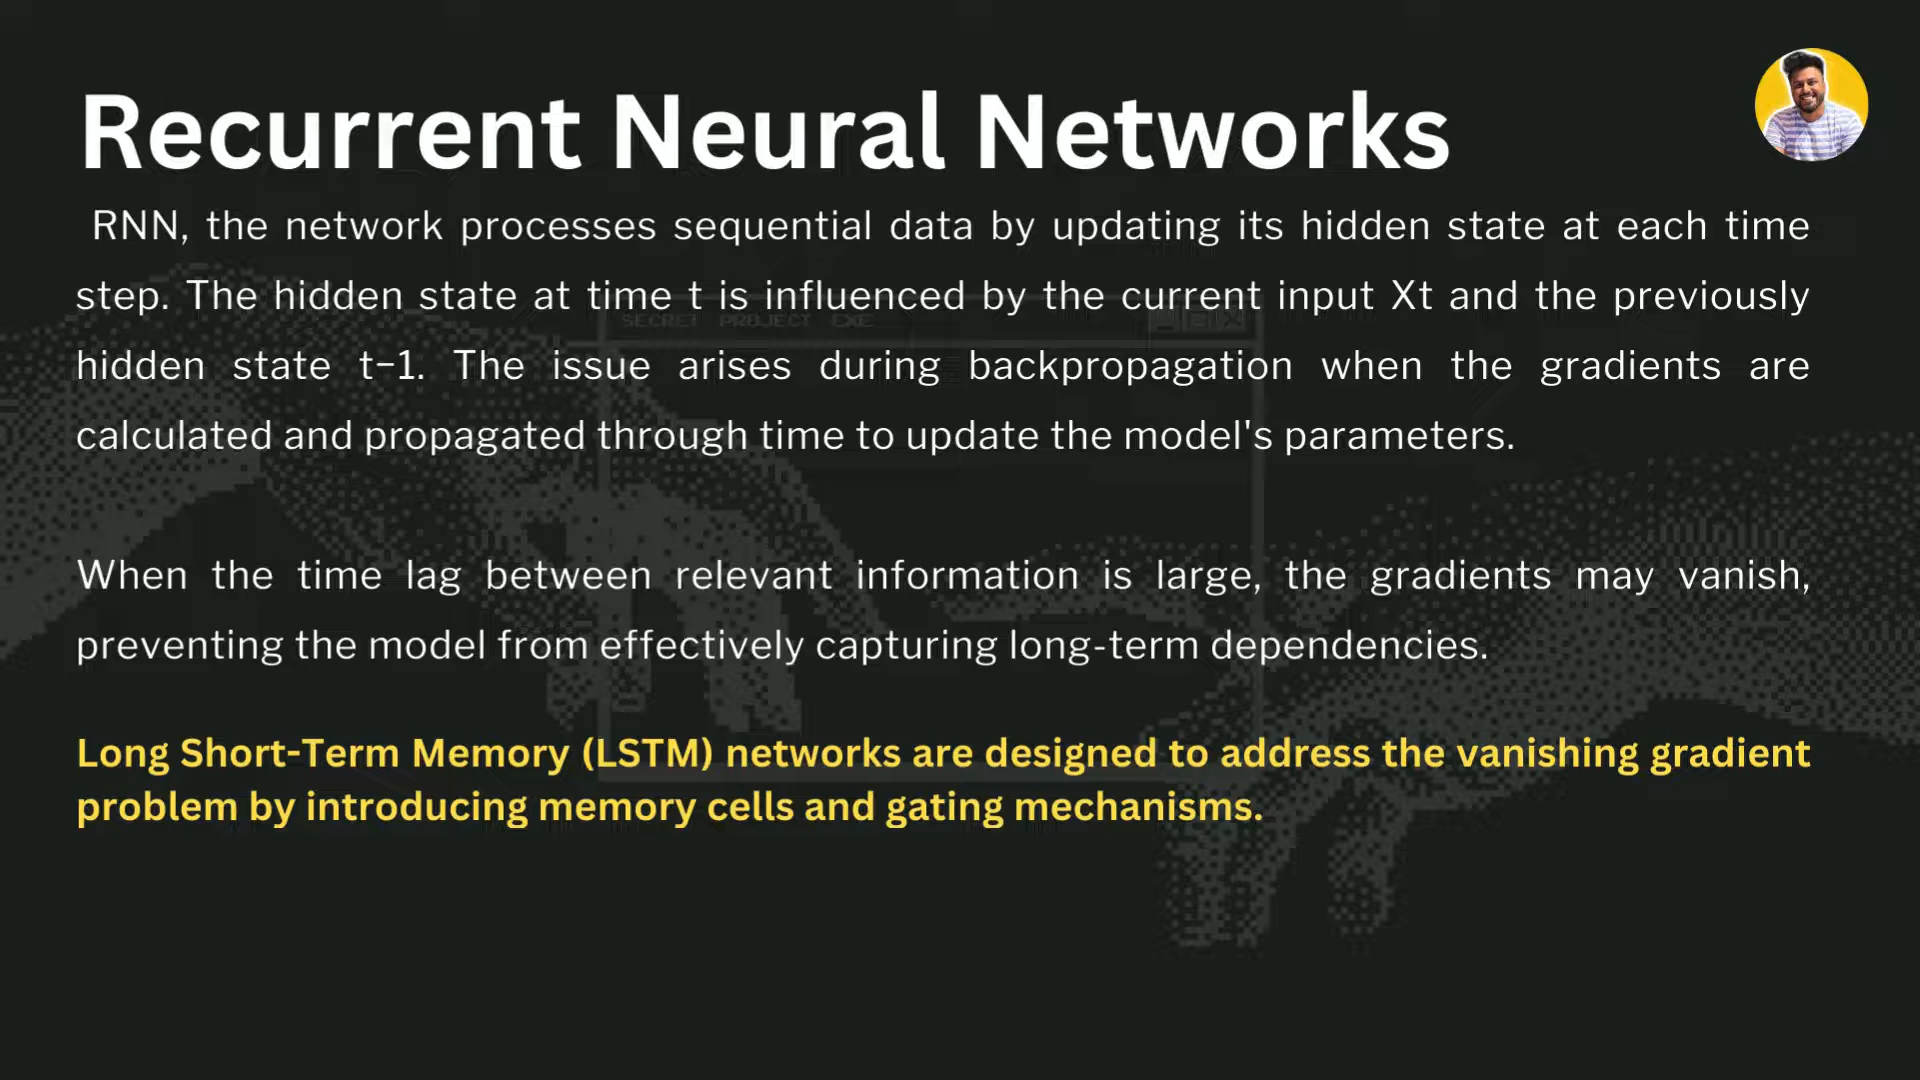 Recurrent Neural Networks
RNN, the network processes sequential data by updating its hidden state at each time
step. The hidden state at time t is influenced by the current input Xt and the previously
hidden state t−1. The issue arises during backpropagation when the gradients are
calculated and propagated through time to update the model's parameters.
SECRET PROJECT EXE
When the time lag between relevant information is large, the gradients may vanish,
preventing the model from effectively capturing long-term dependencies.
Long Short-Term Memory (LSTM) networks are designed to address the vanishing gradient
problem by introducing memory cells and gating mechanisms.